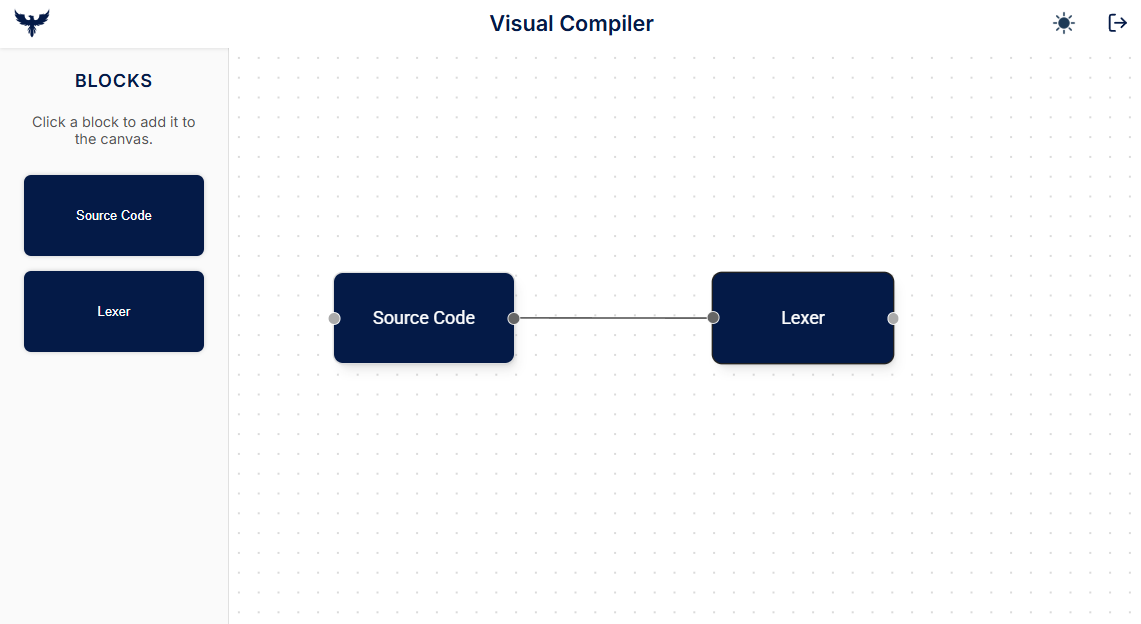 Visual Compiler
BLOCKS
Click a block to add it to
the canvas.
Source Code
Lexer
Source Code
Lexer